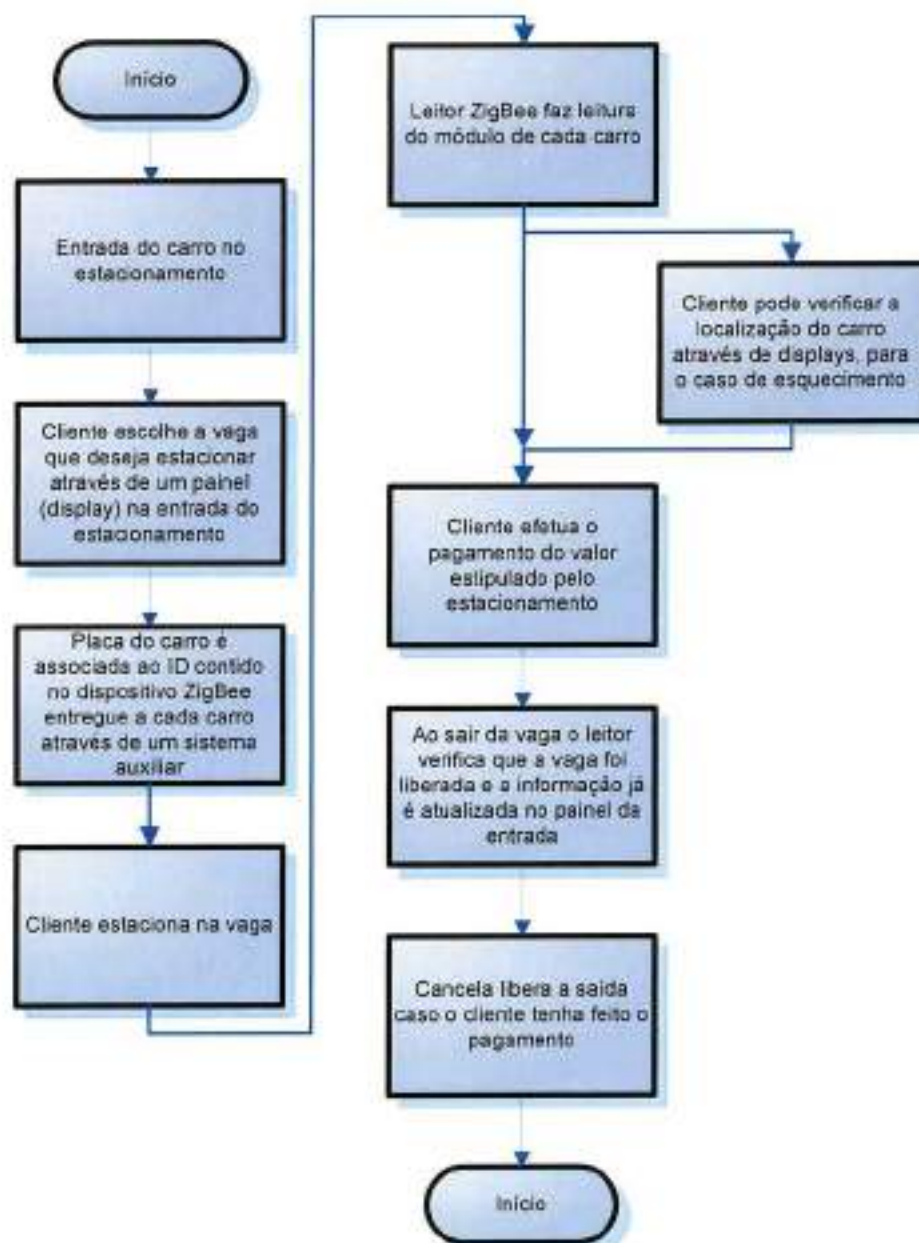 Início
Entrada do carro no
estacionamento
Cliente escolhe a vaga
que deseja estacionar
através de um painel
(display) na entrada do
estacionamento
Placa do carro é
associada ao ID contido
no dispositivo ZigBee
entregue a cada carro
através de um sistema
auxiliar
Cliente estaciona na vaga
Leitor ZigBee faz leitura
do módulo de cada carro
Cliente pode verificar a
localização do carro
através de displays, para
o caso de esquecimento
Cliente efetua o
pagamento do valor
estipulado pelo
estacionamento
Ao sair da vaga o leitor
verifica que a vaga foi
liberada e a informação já
é atualizada no painel da
entrada
Cancela libera a saída
caso o cliente tenha feito o
pagamento
Início